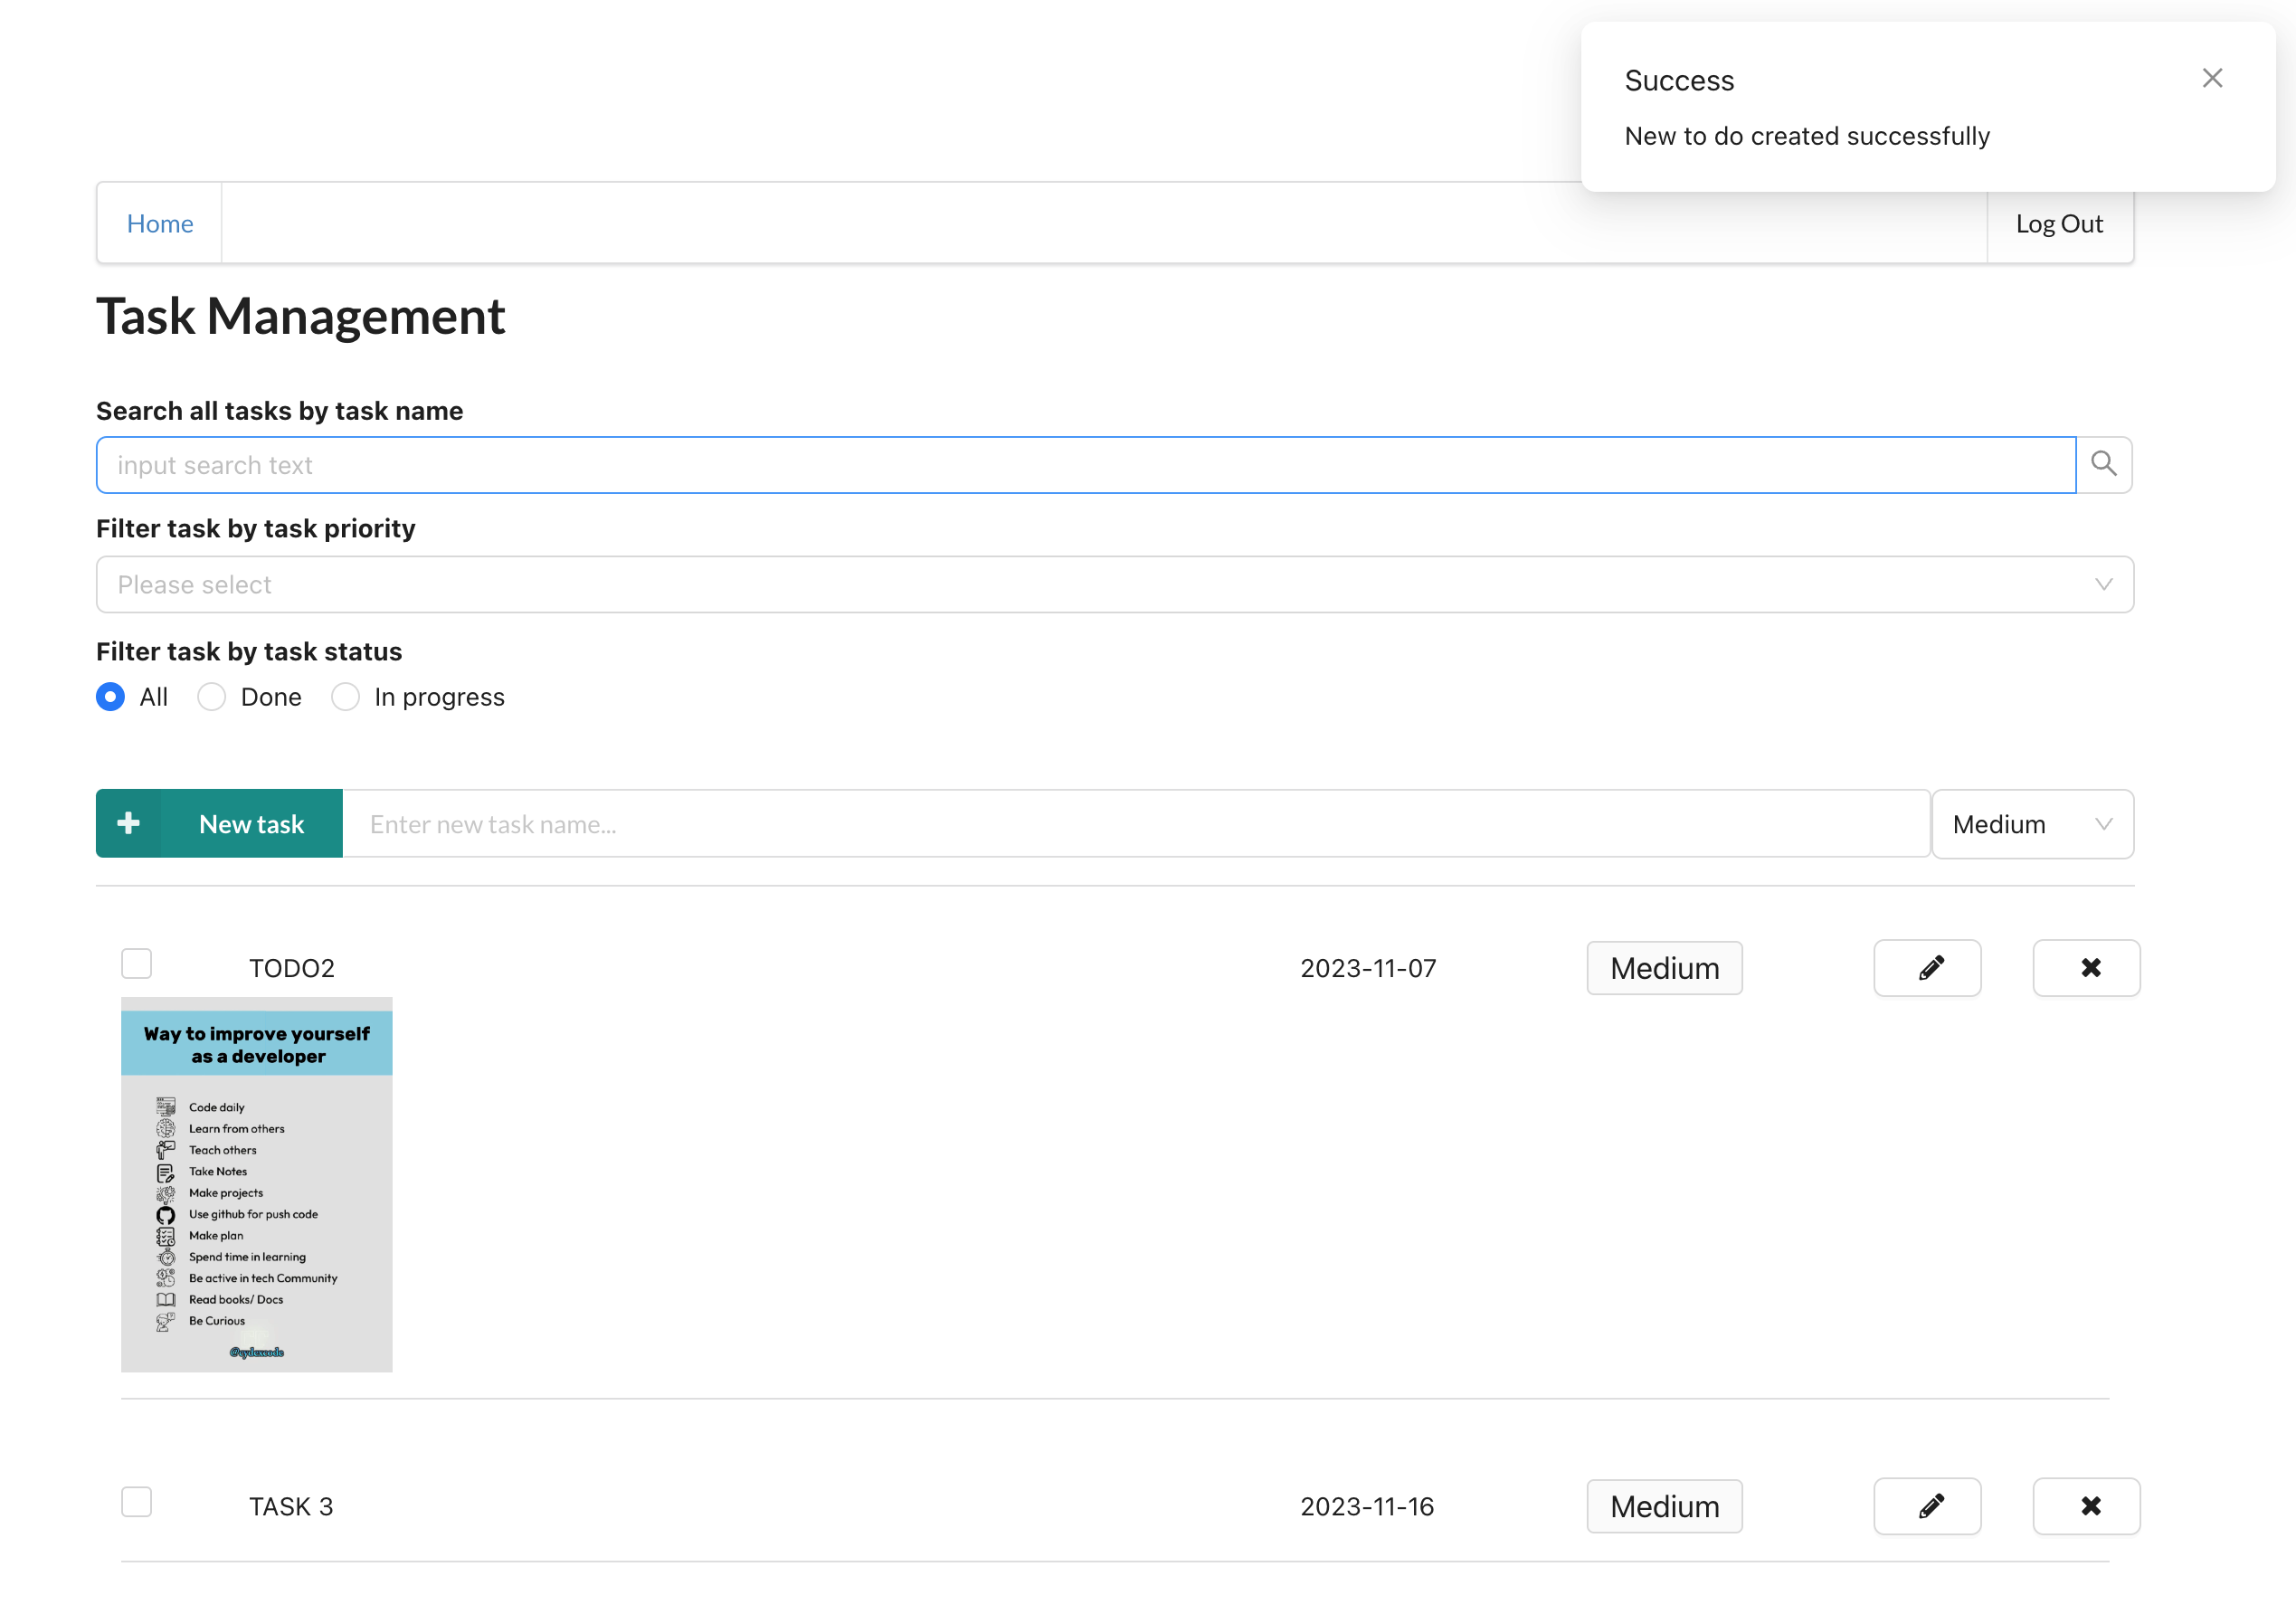 Success
New to do created successfully
Home
Log Out
Task Management
Search all tasks by task name
input search text
Filter task by task priority
Please select
Filter task by task status
All Done In progress
New task Enter new task name... Medium
TODO2 2023-11-07 Medium
Way to improve yourself
as a developer
Code daily
Learn from others
Teach others
Take Notes
Make projects
Use github for push code
Make plan
Spend time in learning
Be active in tech Community
Read books/ Docs
Be Curious
@cydexcode
TASK 3 2023-11-16 Medium